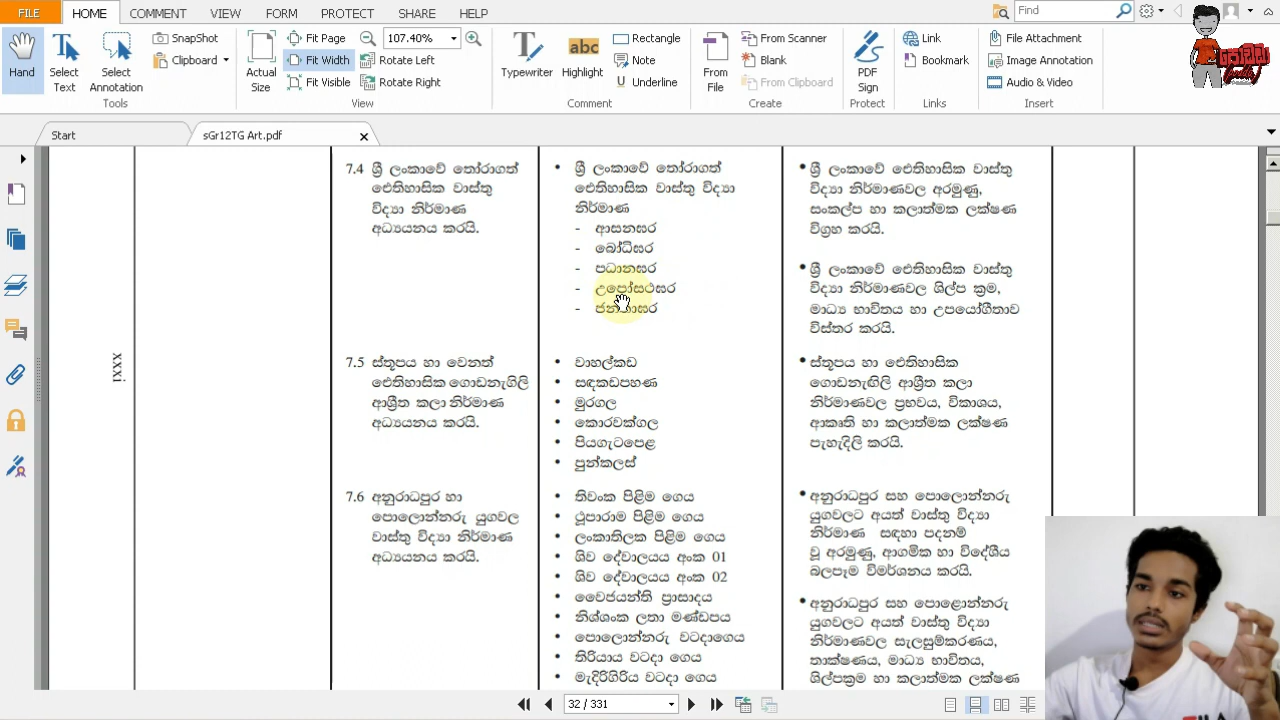 FILE HOME COMMENT VIEW FORM PROTECT SHARE HELP
Find
Hand
Select Text
Select Annotation
SnapShot
Clipboard
Tools
Actual Size
Fit Page
Fit Width
Fit Visible
107.40%
Rotate Left
Rotate Right
View
Typewriter
abc
Highlight
Rectangle
Note
Underline
Comment
From File
From Scanner
Blank
From Clipboard
Create
PDF Sign
Protect
Link
Bookmark
Links
File Attachment
Image Annotation
Audio & Video
Insert
Start
sGr12TG Art.pdf
xxxi
7.4 ශ්‍රී ලංකාවේ තෝරාගත්
ඓතිහාසික වාස්තු
විද්‍යා නිර්මාණ
අධ්‍යයනය කරයි.
• ශ්‍රී ලංකාවේ තෝරාගත්
ඓතිහාසික වාස්තු විද්‍යා
නිර්මාණ
- ආසනඝර
- බෝධිඝර
- පධානඝර
- උපෝසථඝර
• ශ්‍රී ලංකාවේ ඓතිහාසික වාස්තු
විද්‍යා නිර්මාණවල අරමුණු,
සංකල්ප හා කලාත්මක ලක්ෂණ
විග්‍රහ කරයි.
• ශ්‍රී ලංකාවේ ඓතිහාසික වාස්තු
විද්‍යා නිර්මාණවල ශිල්ප ක්‍රම,
මාධ්‍ය භාවිතය හා උපයෝගීතාව
විස්තර කරයි.
7.5 ස්තූපය හා වෙනත්
ඓතිහාසික ගොඩනැගිලි
ආශ්‍රිත කලා නිර්මාණ
අධ්‍යයනය කරයි.
• වාහල්කඩ
• සඳකඩපහණ
• මුරගල
• කොරවක්ගල
• පියගැටපෙළ
• පුන්කලස්
• ස්තූපය හා ඓතිහාසික
ගොඩනැඟිලි ආශ්‍රිත කලා
නිර්මාණවල ප්‍රභවය, විකාශය,
ආකෘති හා කලාත්මක ලක්ෂණ
පැහැදිලි කරයි.
7.6 අනුරාධපුර හා
පොලොන්නරු යුගවල
වාස්තු විද්‍යා නිර්මාණ
අධ්‍යයනය කරයි.
• තිවංක පිළිම ගෙය
• ථූපාරාම පිළිම ගෙය
• ලංකාතිලක පිළිම ගෙය
• ශිව දේවාලයය අංක 01
• ශිව දේවාලයය අංක 02
• වෛජයන්ති ප්‍රාසාදය
• නිශ්ශංක ලතා මණ්ඩපය
• පොලොන්නරු වටදාගෙය
• තිරියාය වටදා ගෙය
• මැදිරිගිරිය වටදා ගෙය
• අනුරාධපුර සහ පොලොන්නරු
යුගවලට අයත් වාස්තු විද්‍යා
නිර්මාණ සඳහා පදනම්
වූ අරමුණු, ආගමික හා විදේශීය
බලපෑම විමර්ශනය කරයි.
• අනුරාධපුර සහ පොළොන්නරු
යුගවලට අයත් වාස්තු විද්‍යා
නිර්මාණවල සැලසුම්කරණය,
තාක්ෂණය, මාධ්‍ය භාවිතය,
ශිල්පක්‍රම හා කලාත්මක ලක්ෂණ
32 / 331